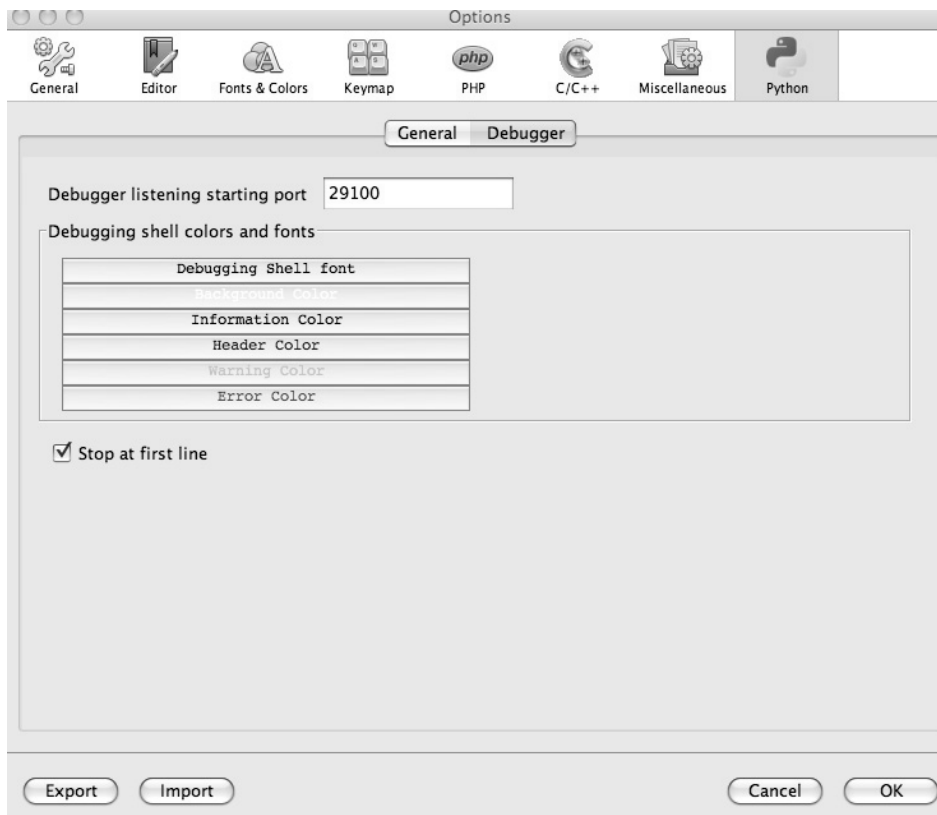 Options
General Editor Fonts & Colors Keymap php PHP C/C++ Miscellaneous Python
General Debugger
Debugger listening starting port 29100
Debugging shell colors and fonts
Debugging Shell font
Background Color
Information Color
Header Color
Warning Color
Error Color
Stop at first line
Export Import Cancel OK